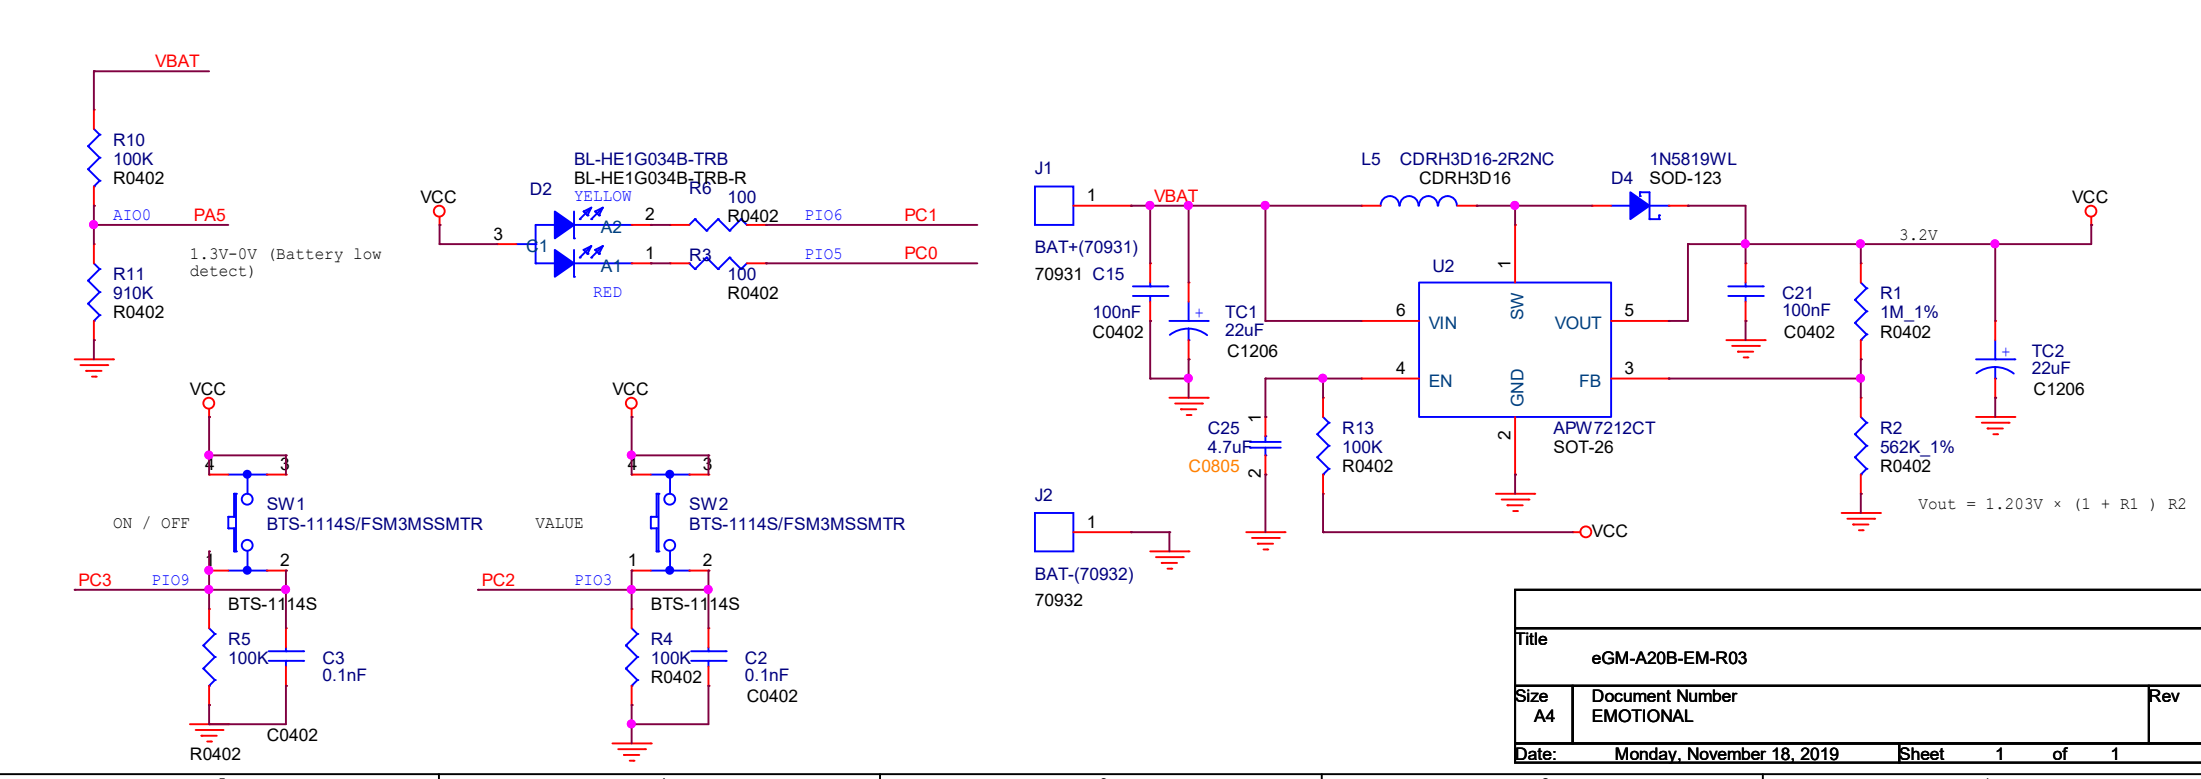 VBAT
R10
100K
R0402
AIO0 PA5
1.3V-0V (Battery low
detect)
R11
910K
R0402
BL-HE1G034B-TRB
BL-HE1G034B-TRB-R
D2 YELLOW R6 100
R0402
VCC
3
C1
A2 2
PIO6 PC1
A1 1
R3
100
R0402
PIO5 PC0
RED
J1
1
VBAT
BAT+(70931)
70931
C15
100nF
C0402
TC1
22uF
C1206
L5 CDRH3D16-2R2NC
CDRH3D16
1N5819WL
D4 SOD-123
VCC
3.2V
U2
1
SW
6 VIN
VOUT 5
4 EN
FB 3
GND
2
APW7212CT
SOT-26
C21
100nF
C0402
R1
1M_1%
R0402
TC2
22uF
C1206
R2
562K_1%
R0402
Vout = 1.203V × (1 + R1 ) R2
1
C25
4.7uF
C0805
2
R13
100K
R0402
VCC
J2
1
BAT-(70932)
70932
VCC
4 3
SW1
BTS-1114S/FSM3MSSMTR
ON / OFF
1 2
PC3 PIO9
BTS-1114S
R5
100K
R0402
C3
0.1nF
C0402
VCC
4 3
SW2
BTS-1114S/FSM3MSSMTR
VALUE
1 2
PC2 PIO3
BTS-1114S
R4
100K
R0402
C2
0.1nF
C0402
Title
eGM-A20B-EM-R03
Size Document Number Rev
A4 EMOTIONAL
Date: Monday, November 18, 2019 Sheet 1 of 1